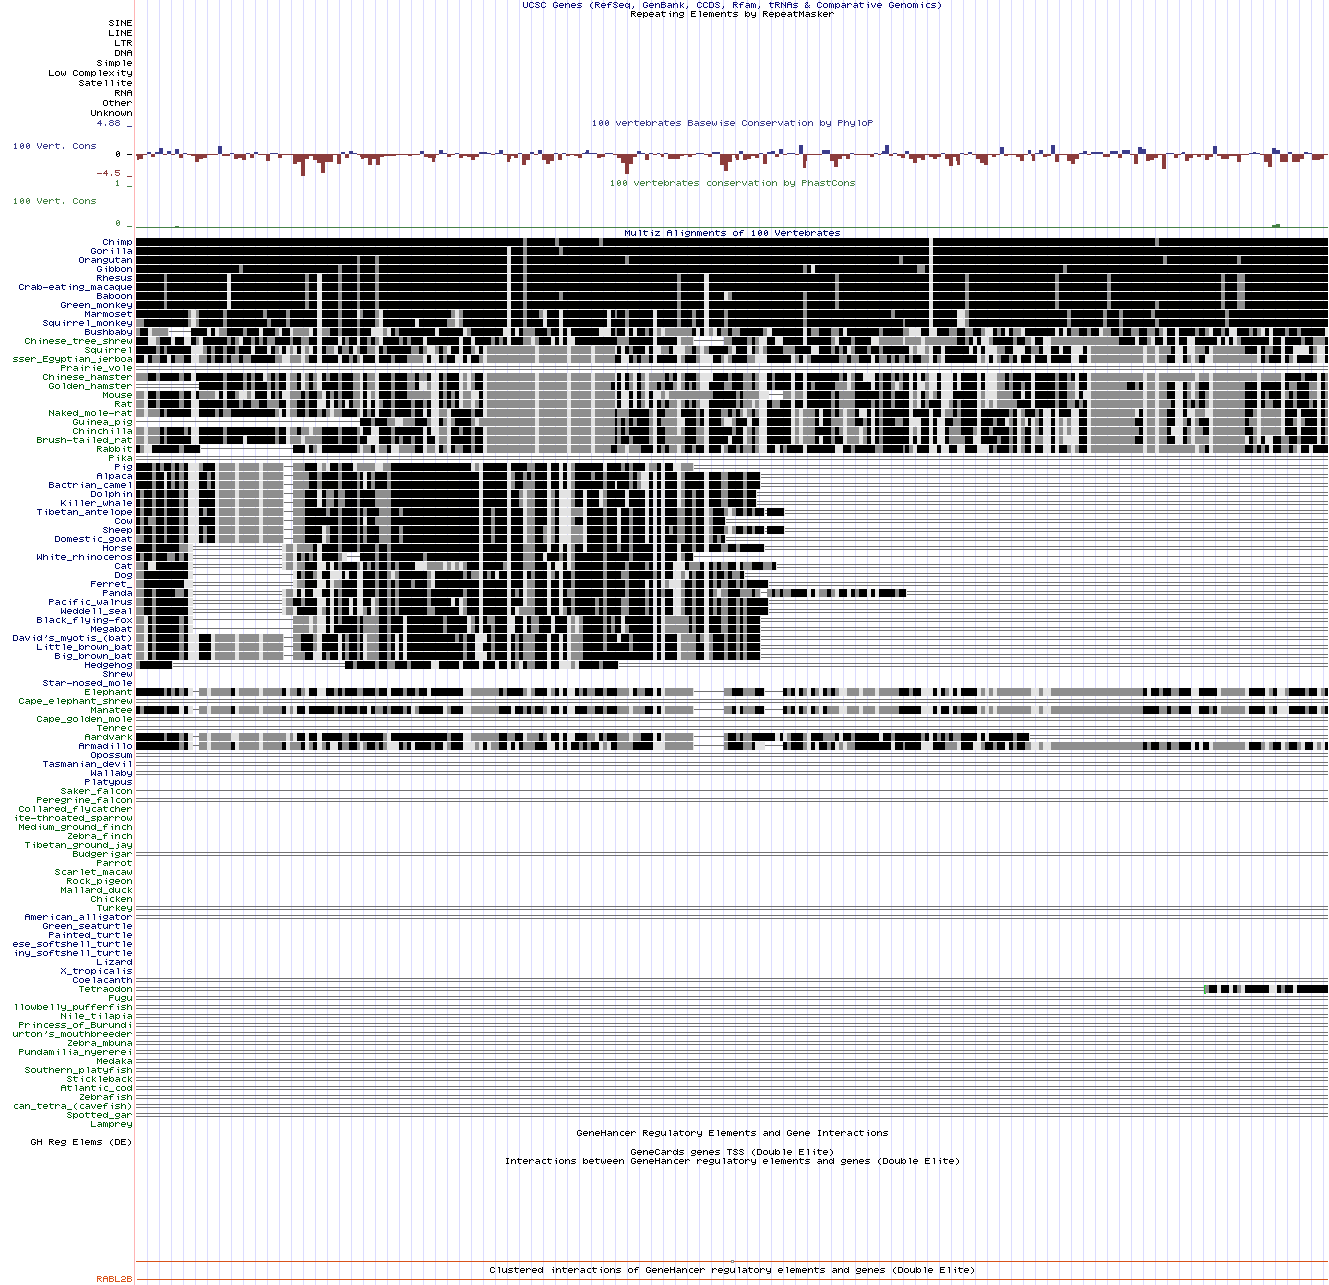 UCSC Genes (RefSeq, GenBank, CCDS, Rfam, tRNAs & Comparative Genomics)
Repeating Elements by RepeatMasker
SINE
LINE
LTR
DNA
Simple
Low Complexity
Satellite
RNA
Other
Unknown
4.88 _
100 vertebrates Basewise Conservation by PhyloP
100 Vert. Cons
0 -
-4.5 _
100 vertebrates conservation by PhastCons
1 _
100 Vert. Cons
0 _
Multiz Alignments of 100 Vertebrates
Chimp
Gorilla
Orangutan
Gibbon
Rhesus
Crab-eating_macaque
Baboon
Green_monkey
Marmoset
Squirrel_monkey
Bushbaby
Chinese_tree_shrew
Squirrel
sser_Egyptian_jerboa
Prairie_vole
Chinese_hamster
Golden_hamster
Mouse
Rat
Naked_mole-rat
Guinea_pig
Chinchilla
Brush-tailed_rat
Rabbit
Pika
Pig
Alpaca
Bactrian_camel
Dolphin
Killer_whale
Tibetan_antelope
Cow
Sheep
Domestic_goat
Horse
White_rhinoceros
Cat
Dog
Ferret_
Panda
Pacific_walrus
Weddell_seal
Black_flying-fox
Megabat
David's_myotis_(bat)
Little_brown_bat
Big_brown_bat
Hedgehog
Shrew
Star-nosed_mole
Elephant
Cape_elephant_shrew
Manatee
Cape_golden_mole
Tenrec
Aardvark
Armadillo
Opossum
Tasmanian_devil
Wallaby
Platypus
Saker_falcon
Peregrine_falcon
Collared_flycatcher
ite-throated_sparrow
Medium_ground_finch
Zebra_finch
Tibetan_ground_jay
Budgerigar
Parrot
Scarlet_macaw
Rock_pigeon
Mallard_duck
Chicken
Turkey
American_alligator
Green_seaturtle
Painted_turtle
ese_softshell_turtle
iny_softshell_turtle
Lizard
X_tropicalis
Coelacanth
Tetraodon
Fugu
llowbelly_pufferfish
Nile_tilapia
Princess_of_Burundi
urton's_mouthbreeder
Zebra_mbuna
Pundamilia_nyererei
Medaka
Southern_platyfish
Stickleback
Atlantic_cod
Zebrafish
can_tetra_(cavefish)
Spotted_gar
Lamprey
GeneHancer Regulatory Elements and Gene Interactions
GH Reg Elems (DE)
GeneCards genes TSS (Double Elite)
Interactions between GeneHancer regulatory elements and genes (Double Elite)
Clustered interactions of GeneHancer regulatory elements and genes (Double Elite)
RABL2B